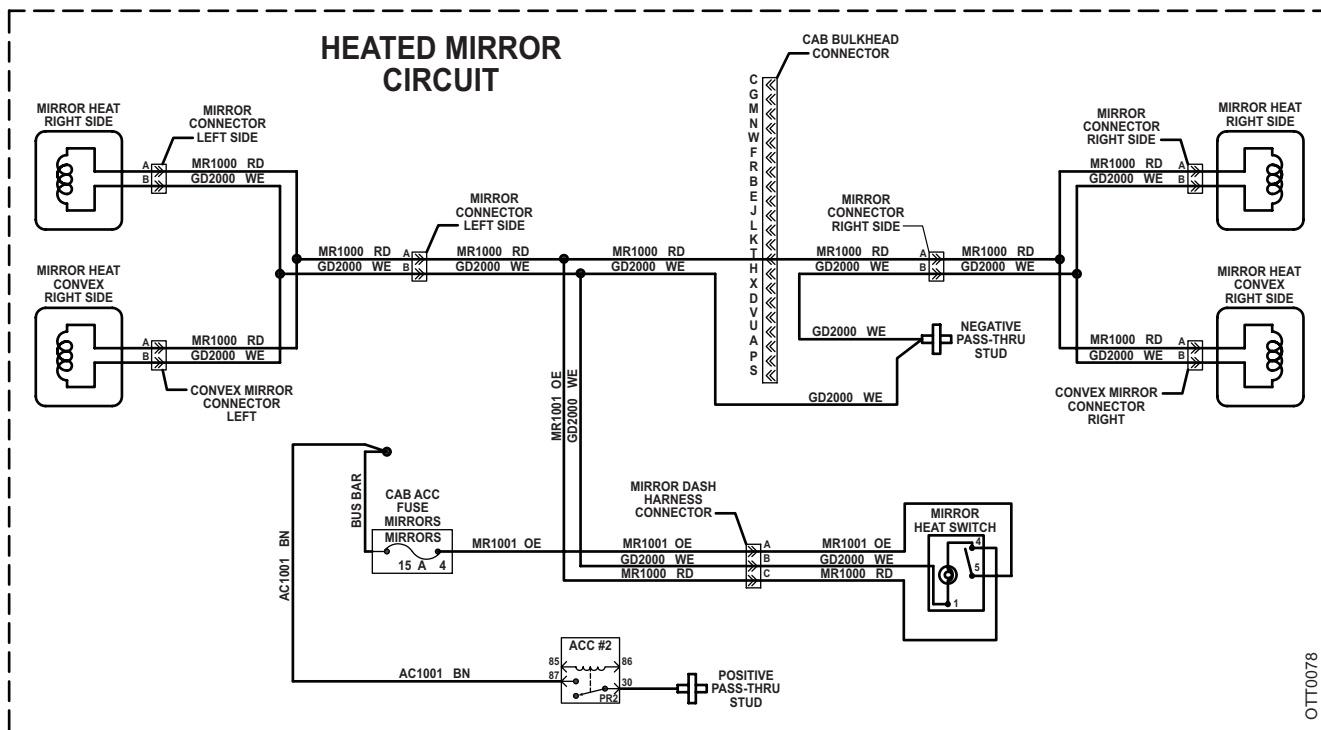 HEATED MIRROR
CIRCUIT
CAB BULKHEAD
CONNECTOR
C
G
M
N
W
F
R
B
E
J
L
K
T
H
X
D
V
U
A
P
S
MIRROR HEAT
RIGHT SIDE
MIRROR
CONNECTOR
LEFT SIDE
A
B
MR1000 RD
GD2000 WE
MIRROR HEAT
CONVEX
RIGHT SIDE
A
B
MR1000 RD
GD2000 WE
CONVEX MIRROR
CONNECTOR
LEFT
MIRROR
CONNECTOR
LEFT SIDE
MR1000 RD A
GD2000 WE B
MR1000 RD
GD2000 WE
MR1000 RD
GD2000 WE
MIRROR
CONNECTOR
RIGHT SIDE
MR1000 RD A
GD2000 WE B
MR1000 RD
GD2000 WE
MIRROR
CONNECTOR
RIGHT SIDE
MR1000 RD A
GD2000 WE B
MIRROR HEAT
RIGHT SIDE
MIRROR HEAT
CONVEX
RIGHT SIDE
MR1000 RD A
GD2000 WE B
CONVEX MIRROR
CONNECTOR
RIGHT
GD2000 WE
NEGATIVE
PASS-THRU
STUD
GD2000 WE
MR1001 OE
GD2000 WE
AC1001 BN
BUS BAR
CAB ACC
FUSE
MIRRORS
MIRRORS
15 A 4
MR1001 OE
MIRROR DASH
HARNESS
CONNECTOR
MR1001 OE
GD2000 WE
MR1000 RD
A
B
C
MR1001 OE
GD2000 WE
MR1000 RD
MIRROR
HEAT SWITCH
4
5
1
ACC #2
85
86
87
30
PR2
AC1001 BN
POSITIVE
PASS-THRU
STUD
OTT0078